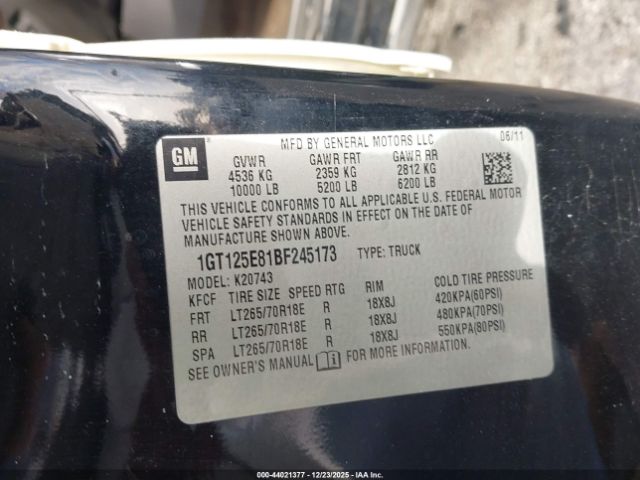 MFD BY GENERAL MOTORS LLC 06/11
GM
GVWR GAWR FRT GAWR RR
4536 KG 2359 KG 2812 KG
10000 LB 5200 LB 6200 LB
THIS VEHICLE CONFORMS TO ALL APPLICABLE U.S. FEDERAL MOTOR
VEHICLE SAFETY STANDARDS IN EFFECT ON THE DATE OF
MANUFACTURE SHOWN ABOVE.
1GT125E81BF245173 TYPE: TRUCK
MODEL: K20743
KFCF TIRE SIZE SPEED RTG RIM COLD TIRE PRESSURE
FRT LT265/70R18E R 18X8J 420KPA(60PSI)
RR LT265/70R18E R 18X8J 480KPA(70PSI)
SPA LT265/70R18E R 18X8J 550KPA(80PSI)
SEE OWNER'S MANUAL FOR MORE INFORMATION.
000-44021377 - 12/23/2025 - Copyright IAA, Inc.